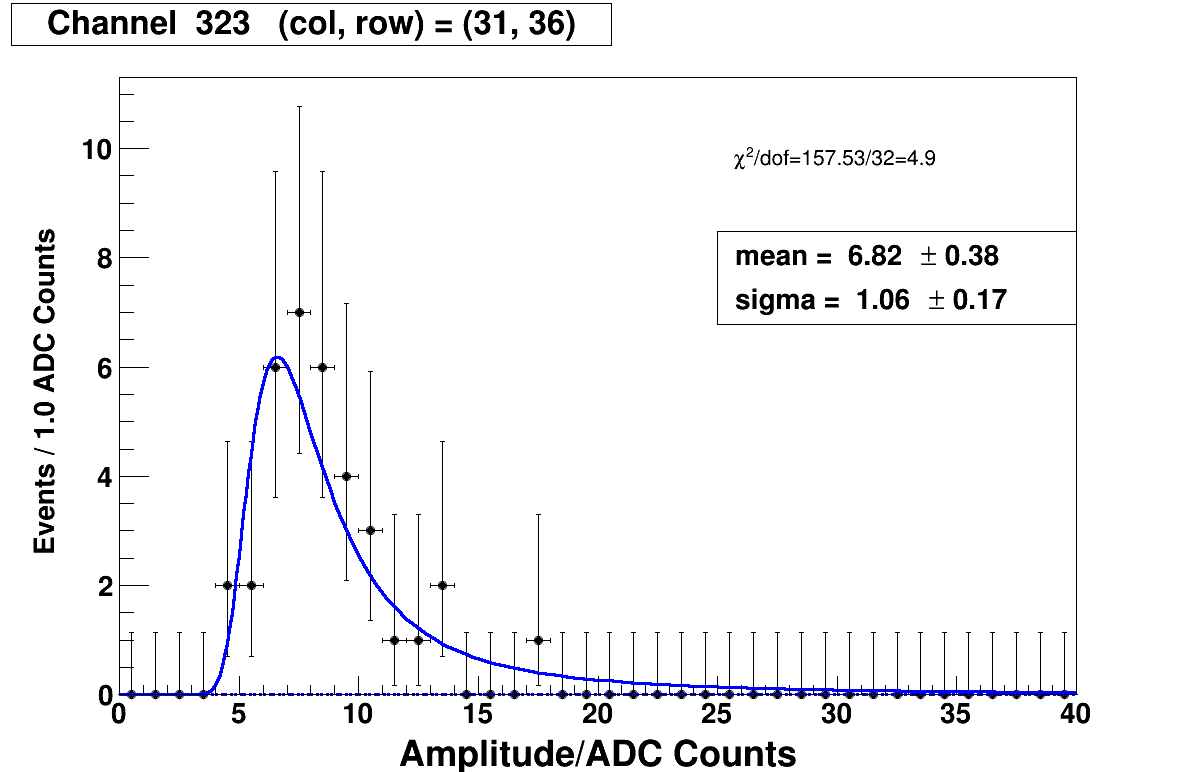 Channel 323 (col, row) = (31, 36)
χ²/dof=157.53/32=4.9
mean = 6.82 ± 0.38
sigma = 1.06 ± 0.17
Events / 1.0 ADC Counts
10
8
6
4
2
0
0 5 10 15 20 25 30 35 40
Amplitude/ADC Counts